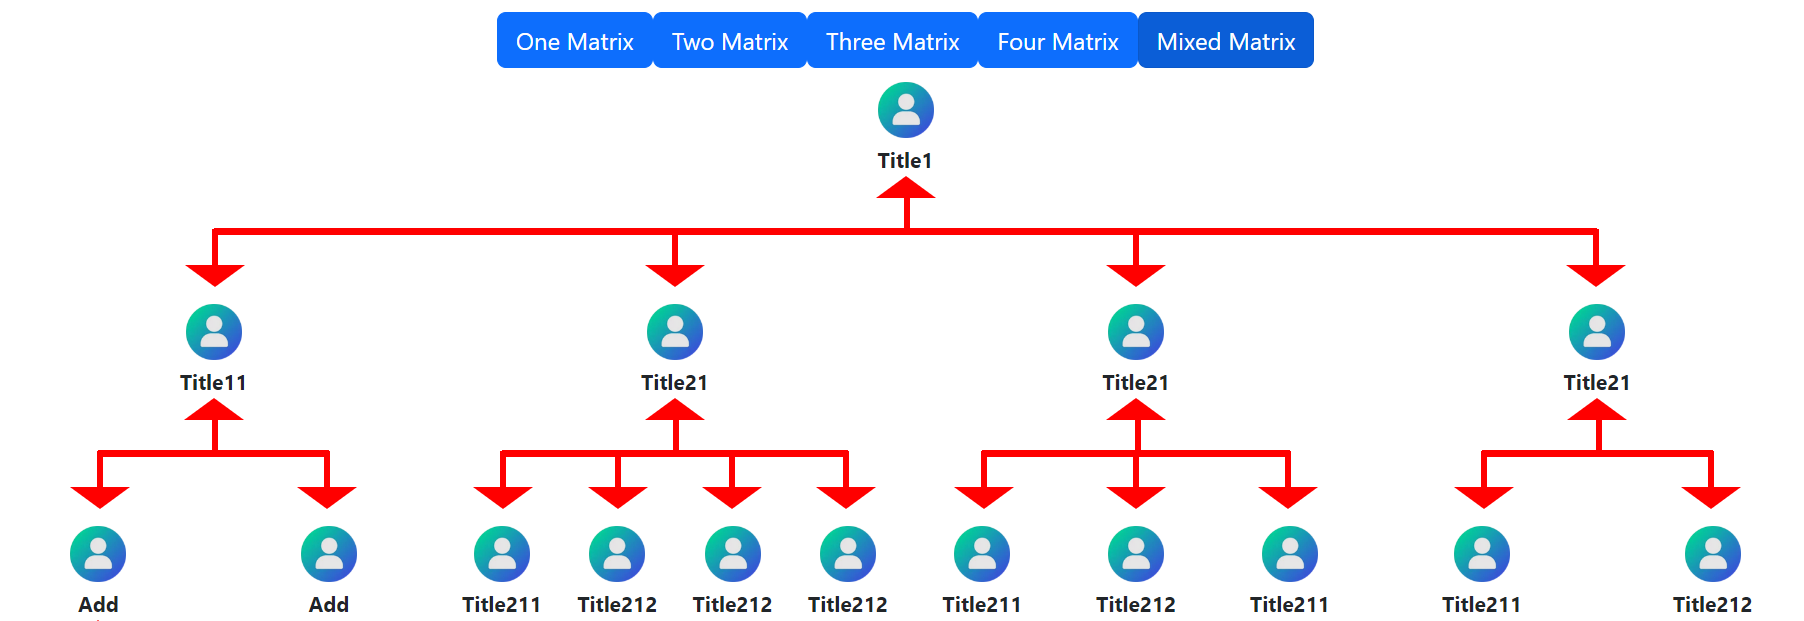 One Matrix Two Matrix Three Matrix Four Matrix Mixed Matrix
Title1
Title11 Title21 Title21 Title21
Add Add Title211 Title212 Title212 Title212 Title211 Title212 Title211 Title211 Title212